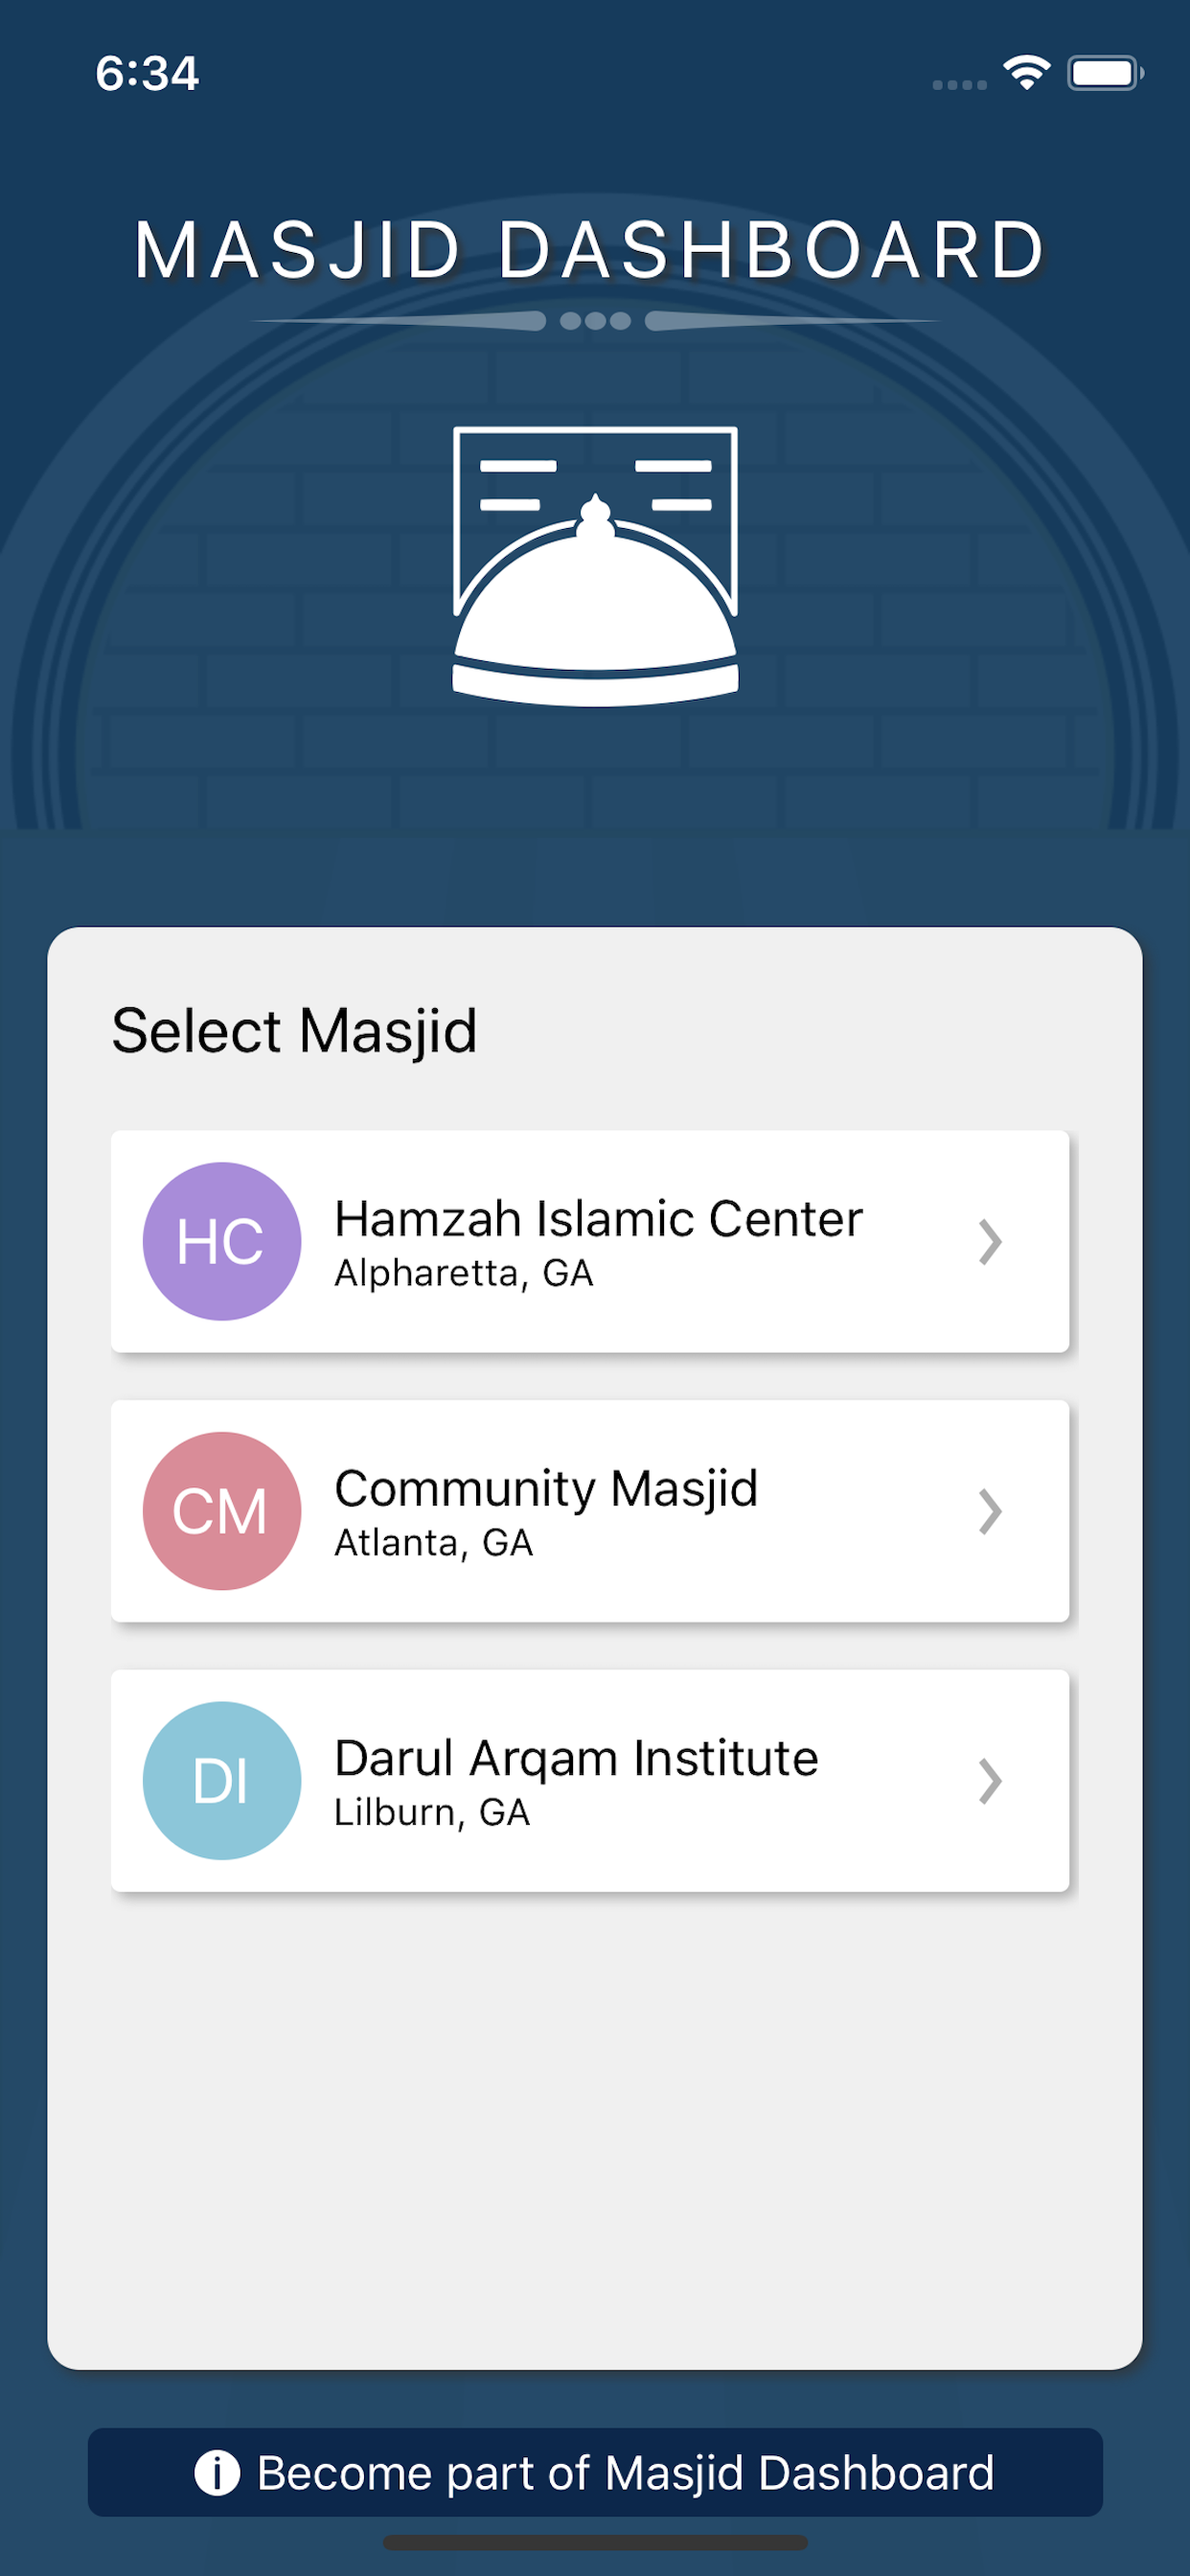 6:34
MASJID DASHBOARD
Select Masjid
HC
Hamzah Islamic Center
Alpharetta, GA
CM
Community Masjid
Atlanta, GA
DI
Darul Arqam Institute
Lilburn, GA
Become part of Masjid Dashboard